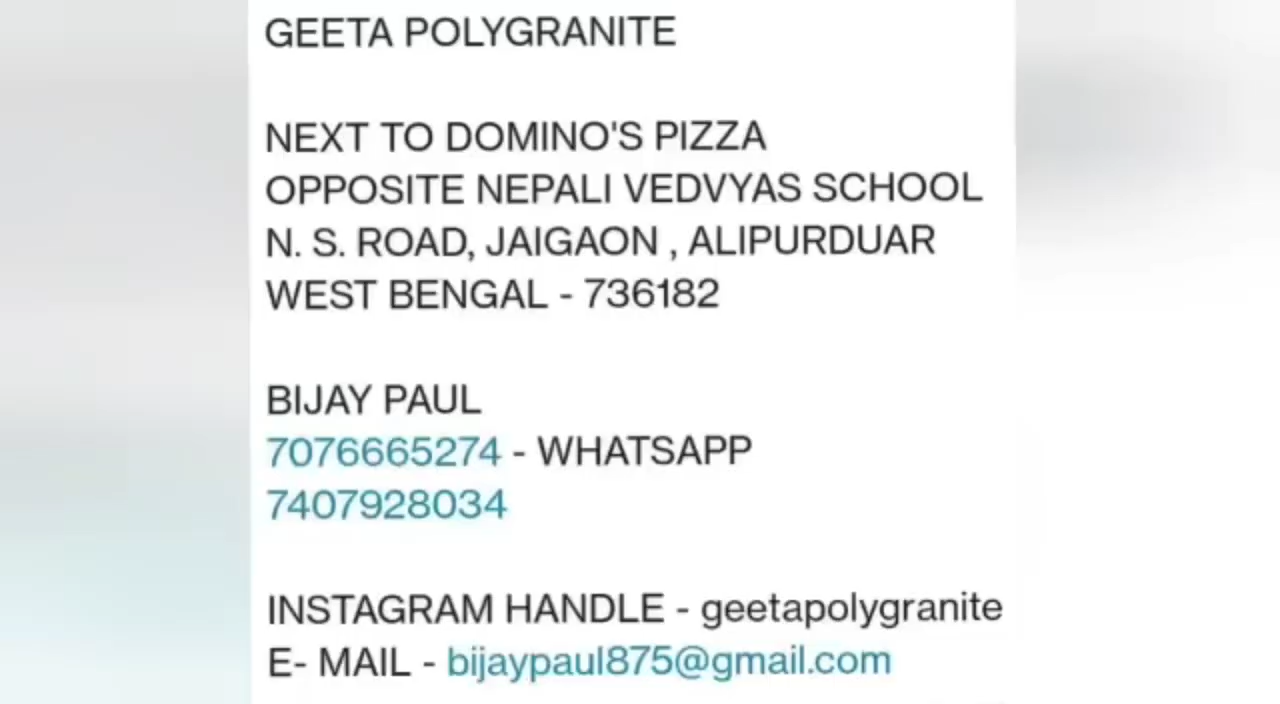 GEETA POLYGRANITE
NEXT TO DOMINO'S PIZZA
OPPOSITE NEPALI VEDVYAS SCHOOL
N. S. ROAD, JAIGAON , ALIPURDUAR
WEST BENGAL - 736182
BIJAY PAUL
7076665274 - WHATSAPP
7407928034
INSTAGRAM HANDLE - geetapolygranite
E- MAIL - bijaypaul875@gmail.com